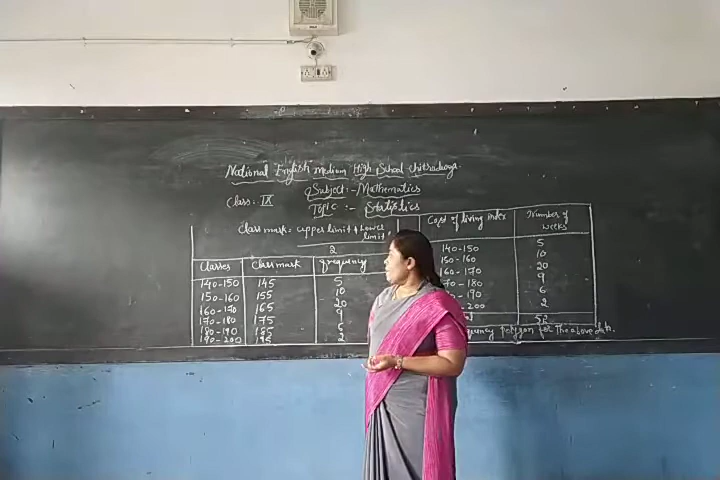 National English medium High School Chitradurga.
Subject:- Mathematics
Class: IX
Topic :- Statistics
Class mark = upper limit + lower limit
2
Classes Class mark frequency
140-150 145 5
150-160 155 10
160-170 165 20
170-180 175 9
180-190 185 6
190-200 195 2
Cost of living index Number of weeks
140-150 5
150-160 10
160-170 20
70-180 9
-190 6
-200 2
52
quency polygon for the above data.